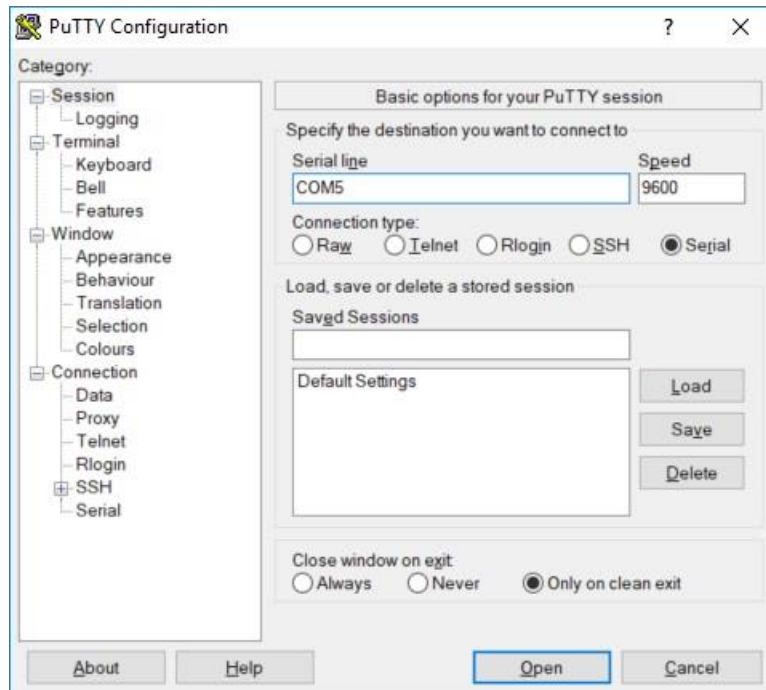 PuTTY Configuration
?
Category:
Session
Logging
Terminal
Keyboard
Bell
Features
Window
Appearance
Behaviour
Translation
Selection
Colours
Connection
Data
Proxy
Telnet
Rlogin
SSH
Serial
Basic options for your PuTTY session
Specify the destination you want to connect to
Serial line Speed
COM5 9600
Connection type:
Raw Telnet Rlogin SSH Serial
Load, save or delete a stored session
Saved Sessions
Default Settings
Load
Save
Delete
Close window on exit:
Always Never Only on clean exit
About Help Open Cancel